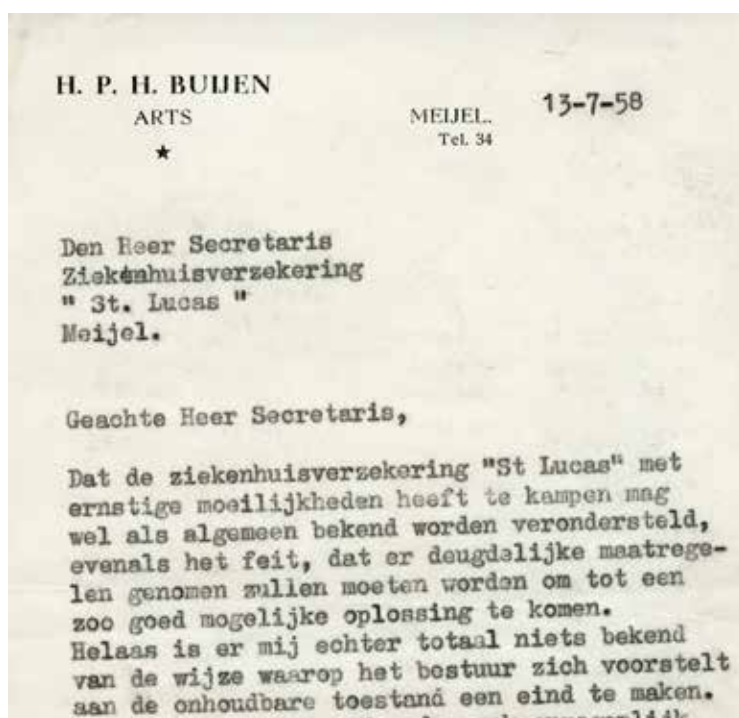 H. P. H. BUIJEN
ARTS
MEIJEL.
Tel. 34
13-7-58
Den Heer Secretaris
Ziekenhuisverzekering
" St. Lucas "
Meijel.
Geachte Heer Secretaris,
Dat de ziekenhuisverzekering "St Lucas" met
ernstige moeilijkheden heeft te kampen mag
wel als algemeen bekend worden verondersteld,
evenals het feit, dat er deugdelijke maatrege-
len genomen zullen moeten worden om tot een
zoo goed mogelijke oplossing te komen.
Helaas is er mij echter totaal niets bekend
van de wijze waarop het bestuur zich voorstelt
aan de onhoudbare toestand een eind te maken.